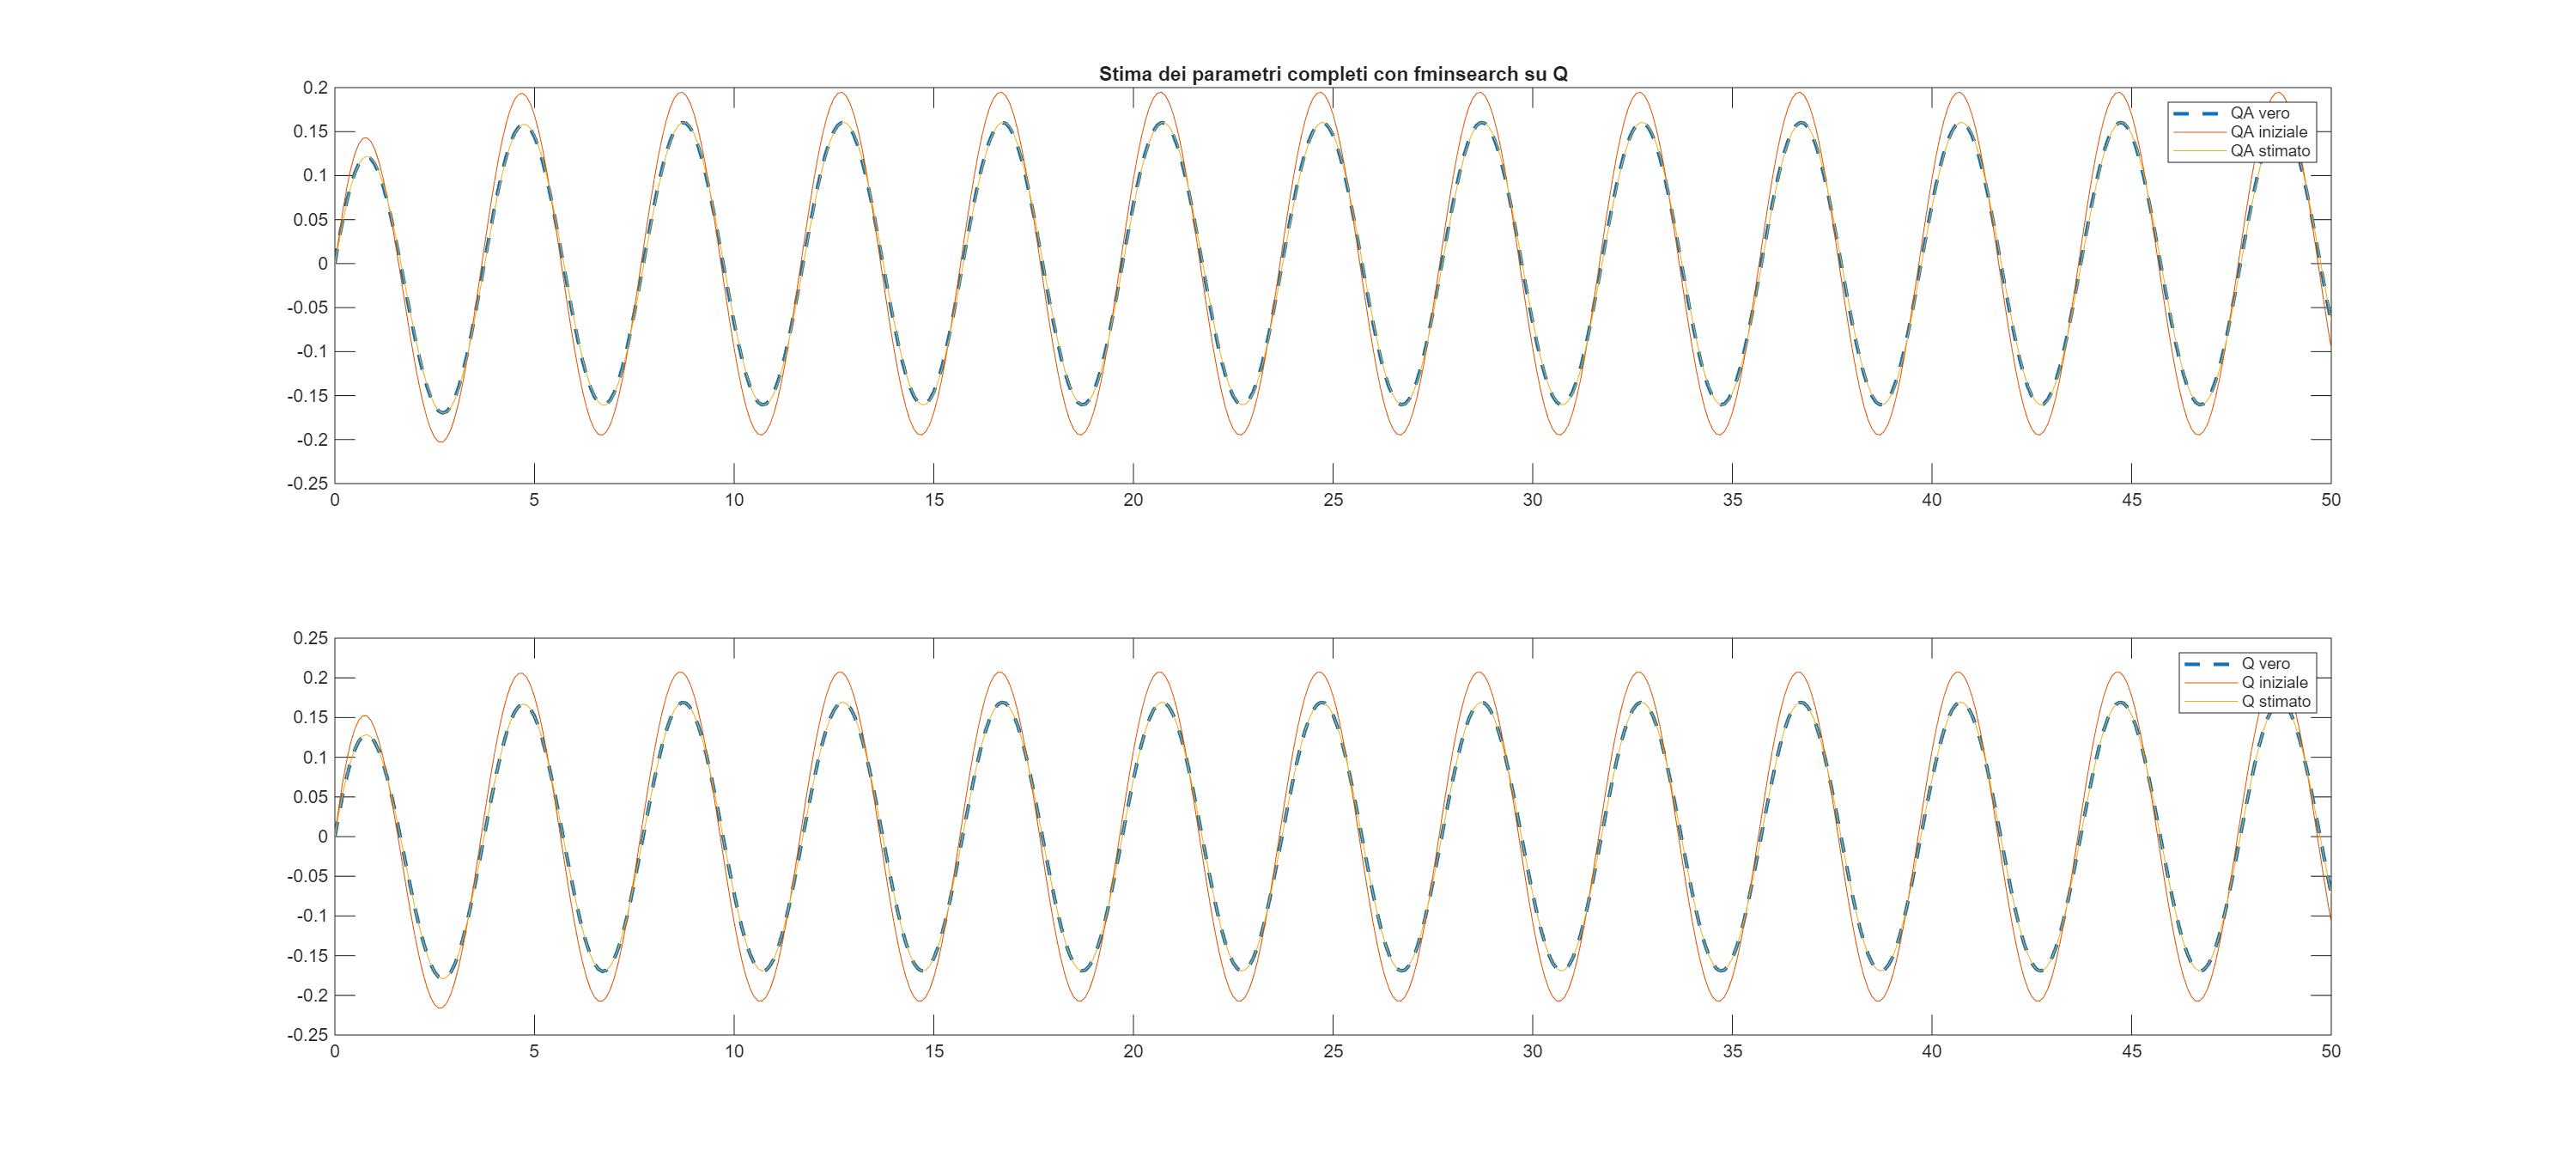 Stima dei parametri completi con fminsearch su Q
0.2
0.15
0.1
0.05
0
-0.05
-0.1
-0.15
-0.2
-0.25
0 5 10 15 20 25 30 35 40 45 50
QA vero
QA iniziale
QA stimato
0.25
0.2
0.15
0.1
0.05
0
-0.05
-0.1
-0.15
-0.2
-0.25
0 5 10 15 20 25 30 35 40 45 50
Q vero
Q iniziale
Q stimato